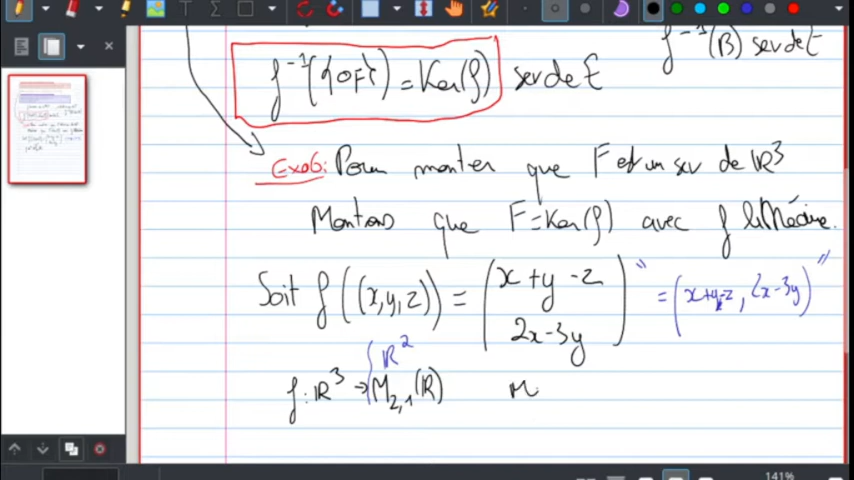 f⁻¹(B) sev de E
f⁻¹({0F}) = Ker(f) sev de E
Exo6: Pour montrer que F est un sev de ℝ³
Montrons que F = Ker(f) avec f linéaire.
Soit f((x,y,z)) = (x+y-z
2x-3y) " = (x+y-z, 2x-3y) "
ℝ²
f: ℝ³ → M₂,₁(ℝ) M
141%